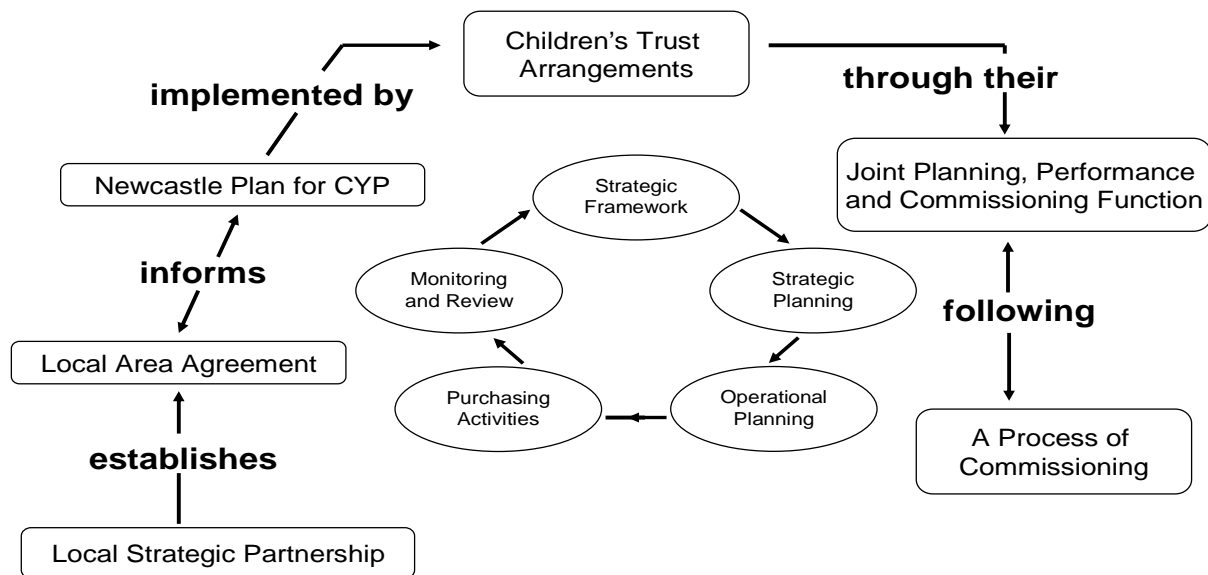 Children’s Trust
Arrangements
implemented by
through their
Newcastle Plan for CYP
Joint Planning, Performance
and Commissioning Function
Strategic
Framework
informs
Monitoring
and Review
Strategic
Planning
following
Local Area Agreement
Purchasing
Activities
Operational
Planning
establishes
A Process of
Commissioning
Local Strategic Partnership